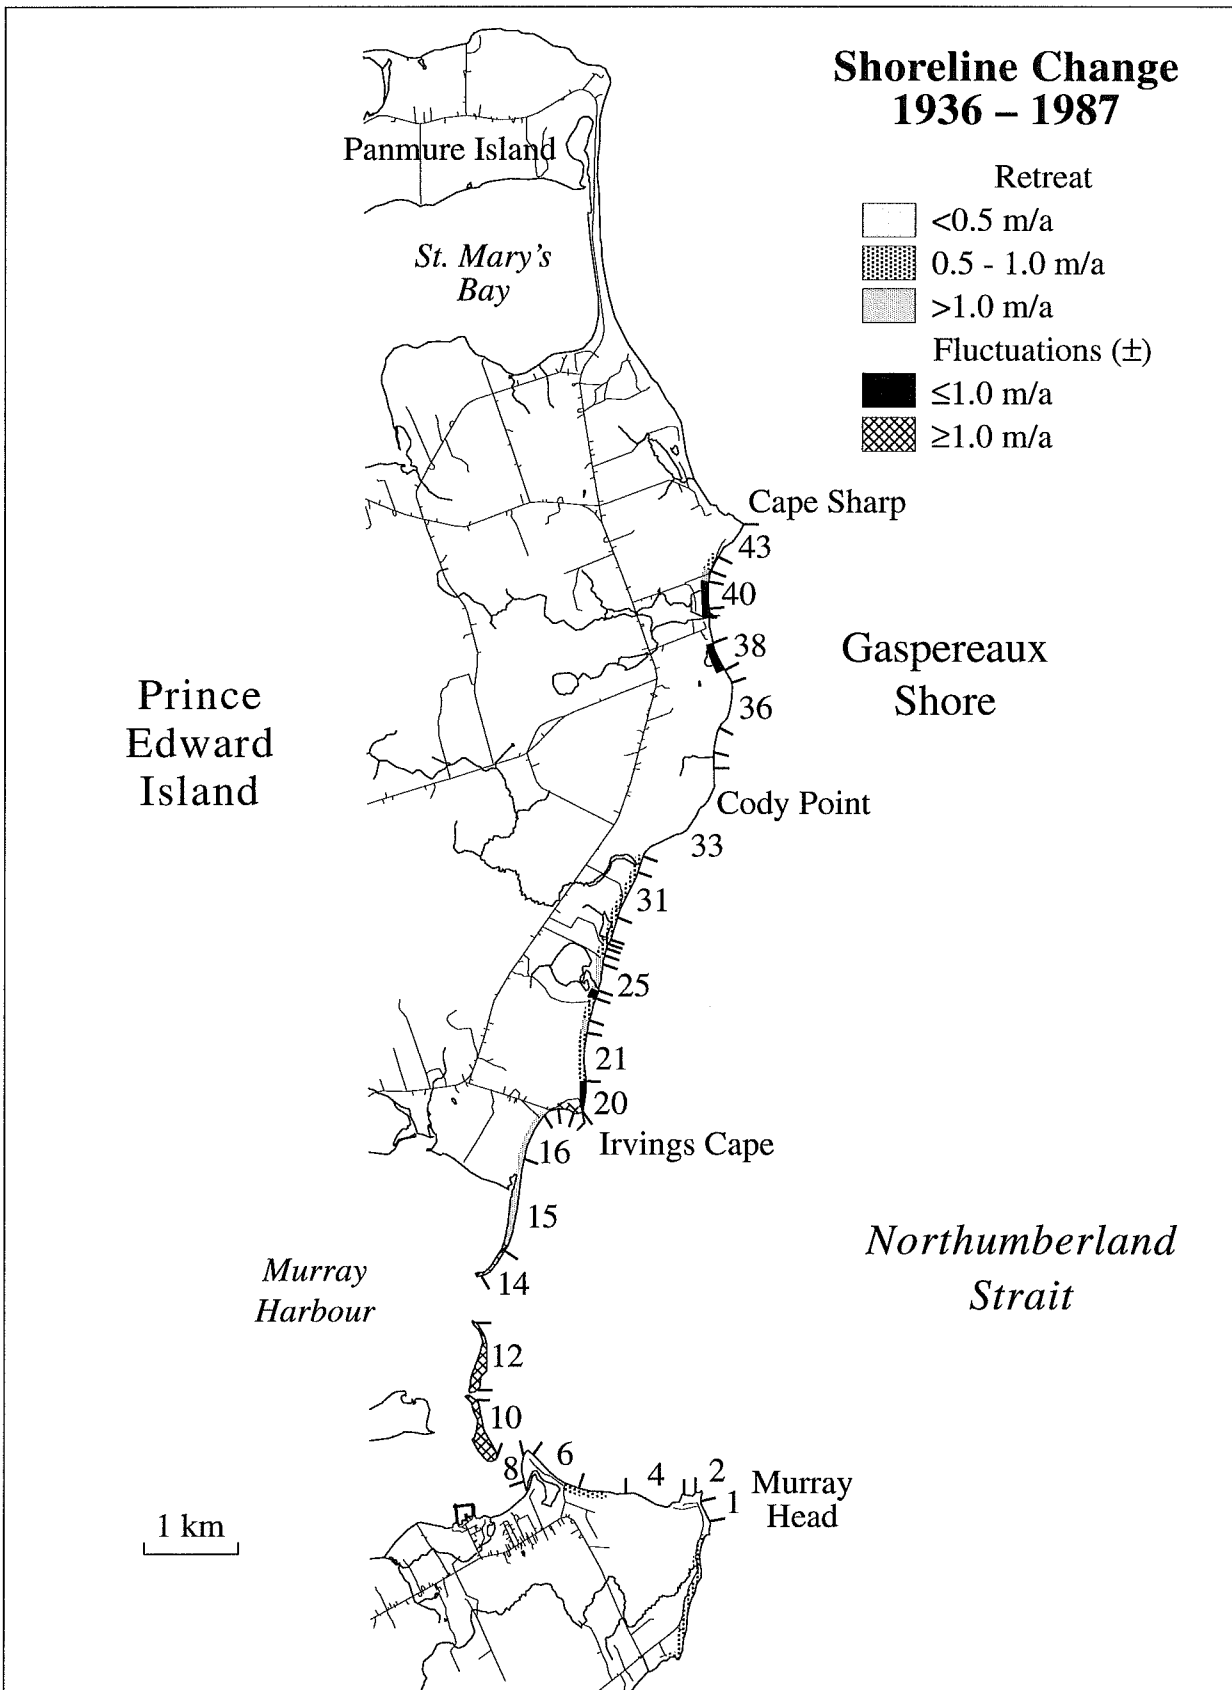 Shoreline Change
1936 – 1987
Retreat
<0.5 m/a
0.5 - 1.0 m/a
>1.0 m/a
Fluctuations (±)
≤1.0 m/a
≥1.0 m/a
Panmure Island
St. Mary's
Bay
Cape Sharp
43
40
38
Gaspereaux
Shore
36
Prince
Edward
Island
Cody Point
33
31
25
21
20
Irvings Cape
16
15
14
Northumberland
Strait
Murray
Harbour
12
10
8
6
4
2
1
Murray
Head
1 km